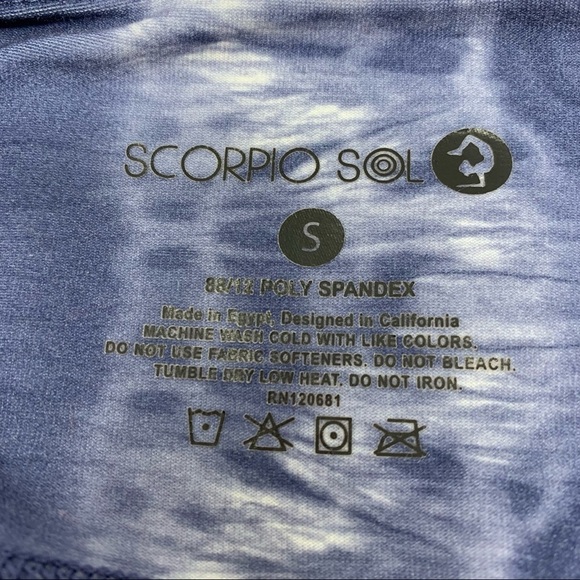 SCORPIO SOL
S
88/12 POLY SPANDEX
Made in Egypt, Designed in California
MACHINE WASH COLD WITH LIKE COLORS.
DO NOT USE FABRIC SOFTENERS. DO NOT BLEACH.
TUMBLE DRY LOW HEAT. DO NOT IRON.
RN120681